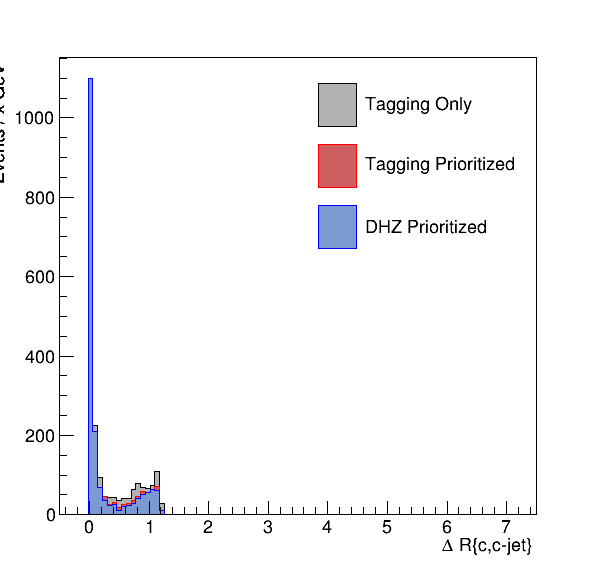 Events / x GeV
1000
800
600
400
200
0
Tagging Only
Tagging Prioritized
DHZ Prioritized
0 1 2 3 4 5 6 7
Δ R{c,c-jet}